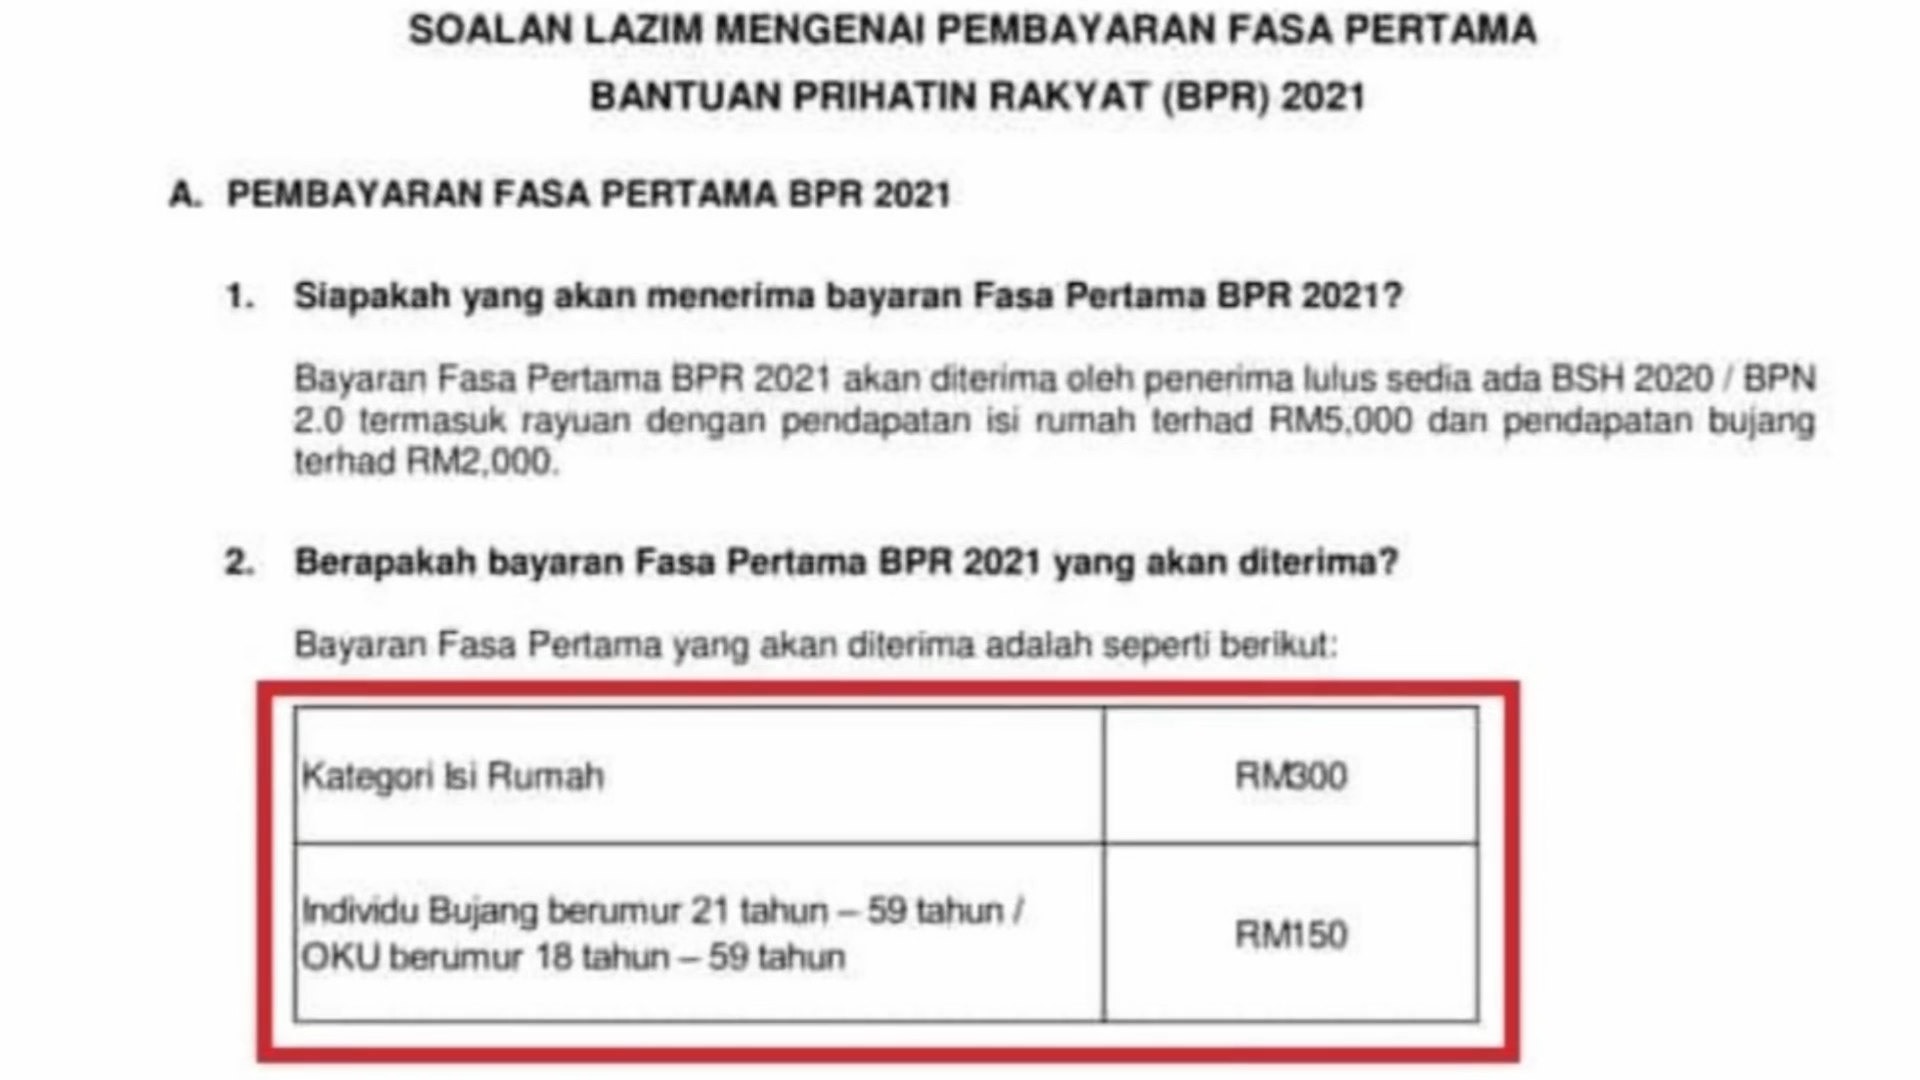 SOALAN LAZIM MENGENAI PEMBAYARAN FASA PERTAMA
BANTUAN PRIHATIN RAKYAT (BPR) 2021
A. PEMBAYARAN FASA PERTAMA BPR 2021
1. Siapakah yang akan menerima bayaran Fasa Pertama BPR 2021?
Bayaran Fasa Pertama BPR 2021 akan diterima oleh penerima lulus sedia ada BSH 2020 / BPN
2.0 termasuk rayuan dengan pendapatan isi rumah terhad RM5,000 dan pendapatan bujang
terhad RM2,000.
2. Berapakah bayaran Fasa Pertama BPR 2021 yang akan diterima?
Bayaran Fasa Pertama yang akan diterima adalah seperti berikut:
Kategori Isi Rumah RM300
Individu Bujang berumur 21 tahun – 59 tahun /
OKU berumur 18 tahun – 59 tahun
RM150